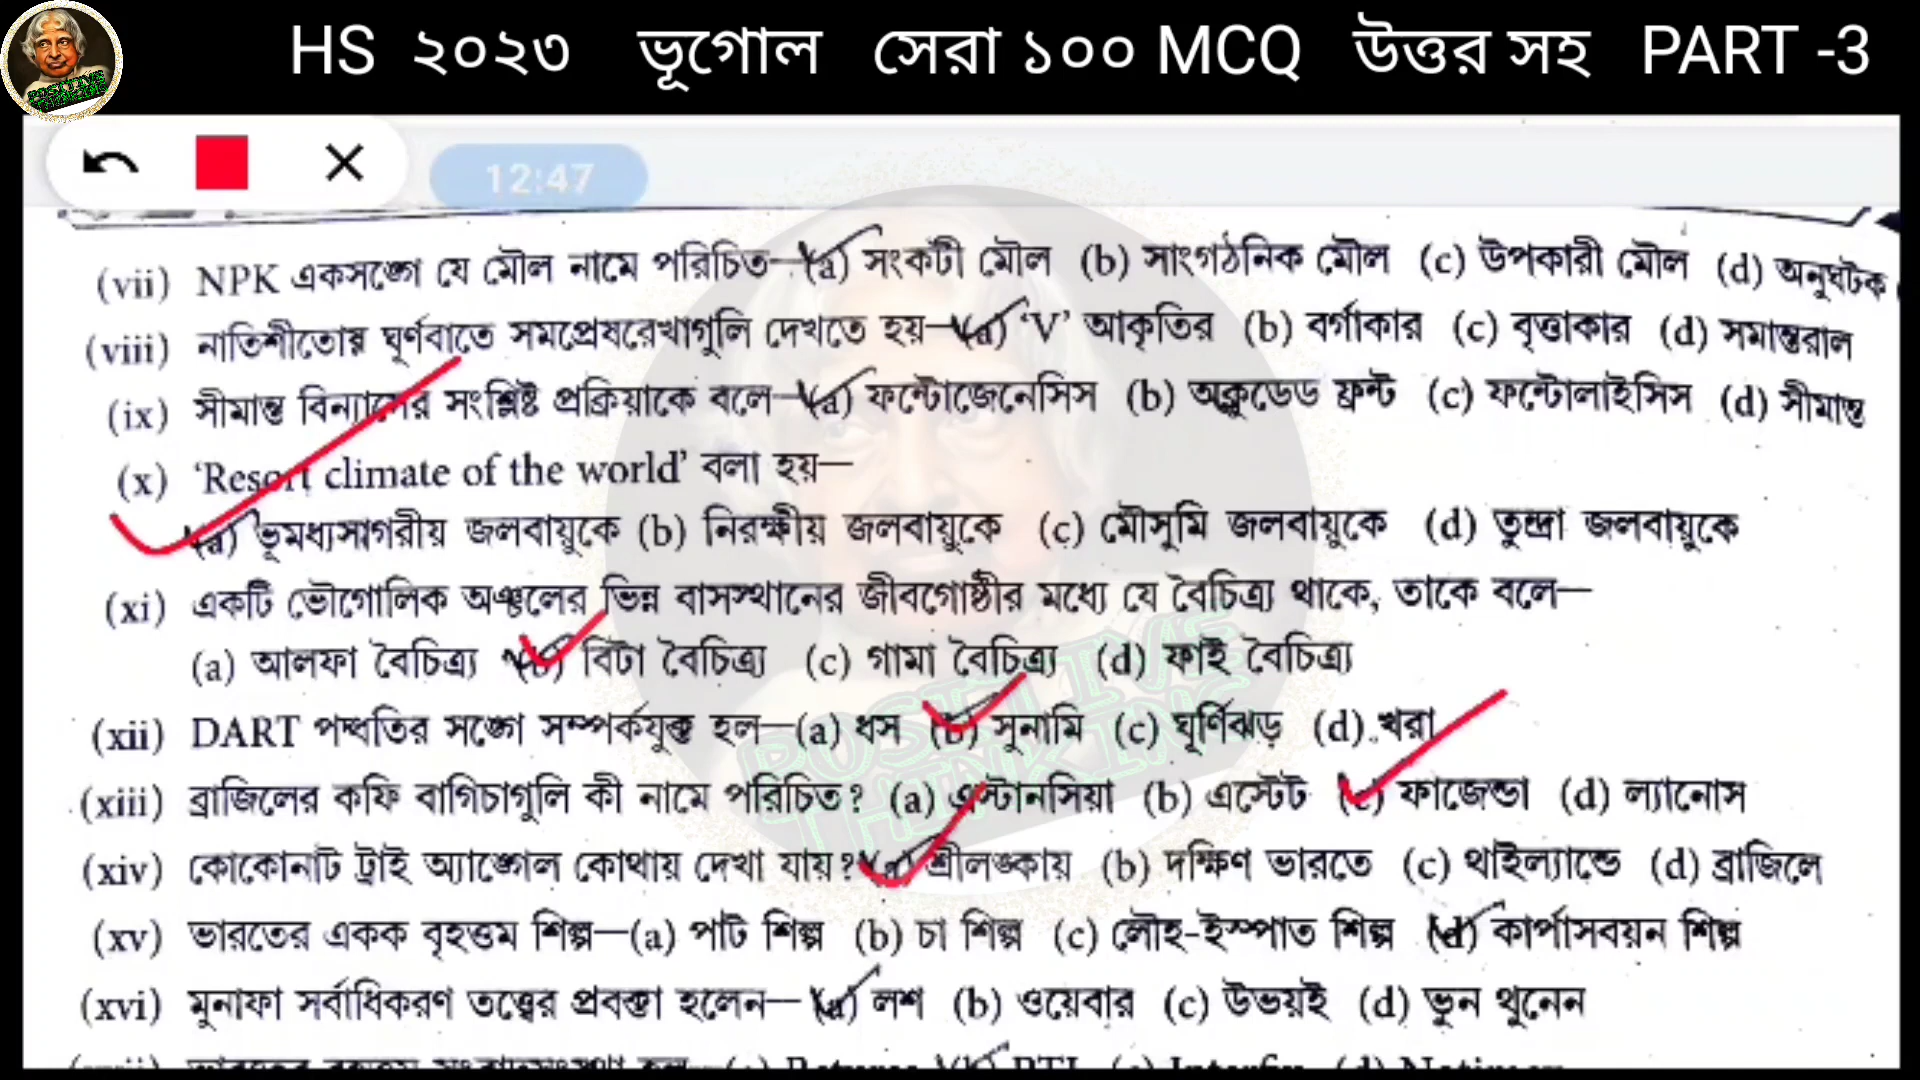 HS ২০২৩ ভূগোল সেরা ১০০ MCQ উত্তর সহ PART -3
POSITIVE THINKING
12:47
(vii) NPK একসঙ্গে যে মৌল নামে পরিচিত—(a) সংকটী মৌল (b) সাংগঠনিক মৌল (c) উপকারী মৌল (d) অনুঘটক
(viii) নাতিশীতোষ্ণ ঘূর্ণবাতে সমপ্রেষরেখাগুলি দেখতে হয়—(a) ‘V’ আকৃতির (b) বর্গাকার (c) বৃত্তাকার (d) সমান্তরাল
(ix) সীমান্ত বিন্যাসের সংশ্লিষ্ট প্রক্রিয়াকে বলে—(a) ফন্টোজেনেসিস (b) অক্লুডেড ফ্রন্ট (c) ফন্টোলাইসিস (d) সীমান্ত
(x) ‘Resort climate of the world’ বলা হয়—
(a) ভূমধ্যসাগরীয় জলবায়ুকে (b) নিরক্ষীয় জলবায়ুকে (c) মৌসুমি জলবায়ুকে (d) তুন্দ্রা জলবায়ুকে
(xi) একটি ভৌগোলিক অঞ্চলের ভিন্ন বাসস্থানের জীবগোষ্ঠীর মধ্যে যে বৈচিত্র্য থাকে, তাকে বলে—
(a) আলফা বৈচিত্র্য (b) বিটা বৈচিত্র্য (c) গামা বৈচিত্র্য (d) ফাই বৈচিত্র্য
(xii) DART পদ্ধতির সঙ্গে সম্পর্কযুক্ত হল—(a) ধস (b) সুনামি (c) ঘূর্ণিঝড় (d) খরা
(xiii) ব্রাজিলের কফি বাগিচাগুলি কী নামে পরিচিত? (a) এস্টানসিয়া (b) এস্টেট (c) ফাজেন্ডা (d) ল্যানোস
(xiv) কোকোনাট ট্রাই অ্যাঙ্গেল কোথায় দেখা যায়? (a) শ্রীলঙ্কায় (b) দক্ষিণ ভারতে (c) থাইল্যান্ডে (d) ব্রাজিলে
(xv) ভারতের একক বৃহত্তম শিল্প—(a) পাট শিল্প (b) চা শিল্প (c) লৌহ-ইস্পাত শিল্প (d) কার্পাসবয়ন শিল্প
(xvi) মুনাফা সর্বাধিকরণ তত্ত্বের প্রবক্তা হলেন— (a) লশ (b) ওয়েবার (c) উভয়ই (d) ভুন থুনেন